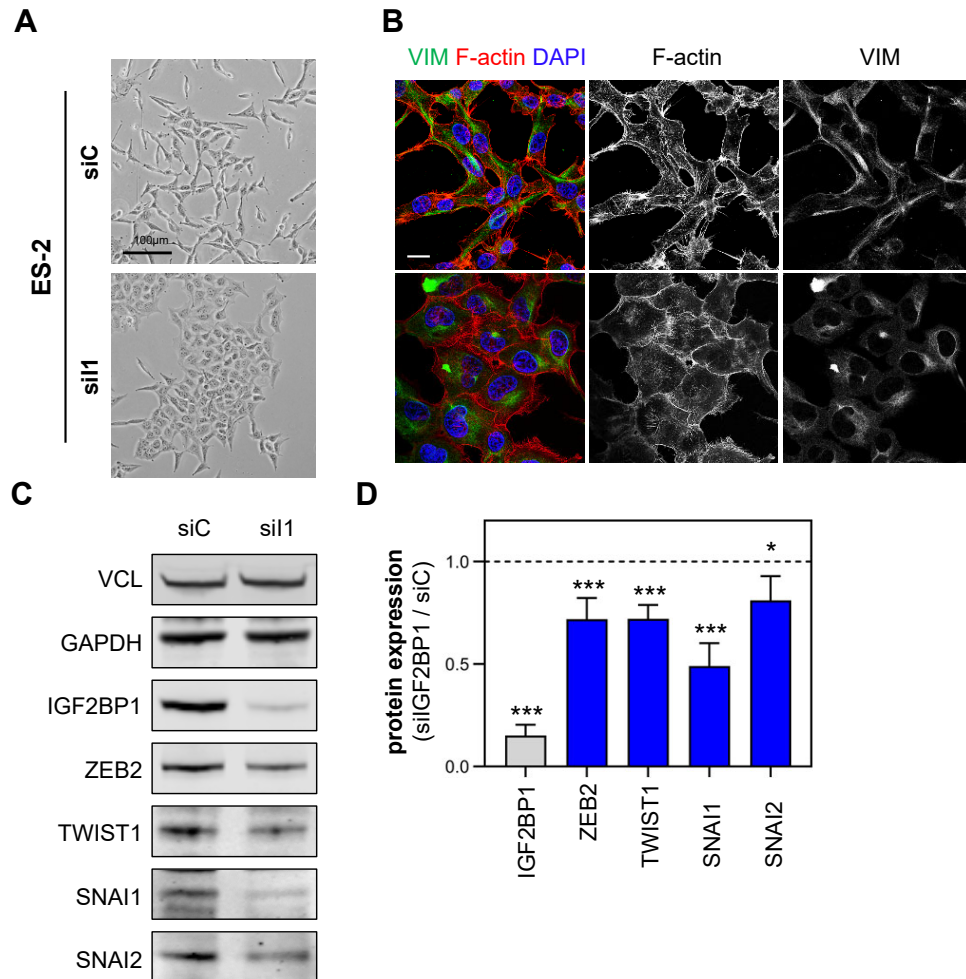 A
ES-2
siC
100µm
siI1
B
VIM F-actin DAPI
F-actin
VIM
C
siC
siI1
VCL
GAPDH
IGF2BP1
ZEB2
TWIST1
SNAI1
SNAI2
D
protein expression
(siIGF2BP1 / siC)
1.0
0.5
0.0
***
***
***
***
*
IGF2BP1
ZEB2
TWIST1
SNAI1
SNAI2